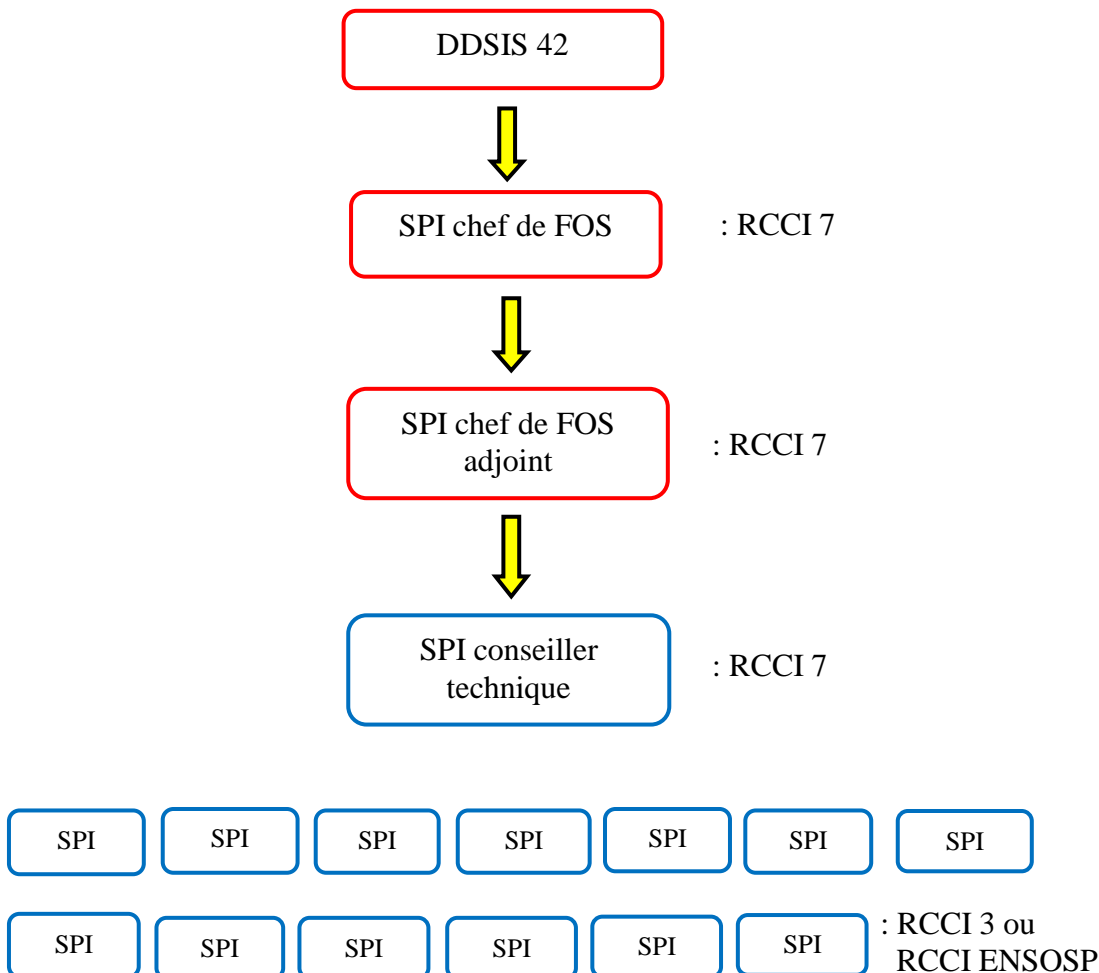 DDSIS 42
SPI chef de FOS : RCCI 7
SPI chef de FOS
adjoint
: RCCI 7
SPI conseiller
technique
: RCCI 7
SPI SPI SPI SPI SPI SPI SPI
SPI SPI SPI SPI SPI SPI : RCCI 3 ou
RCCI ENSOSP